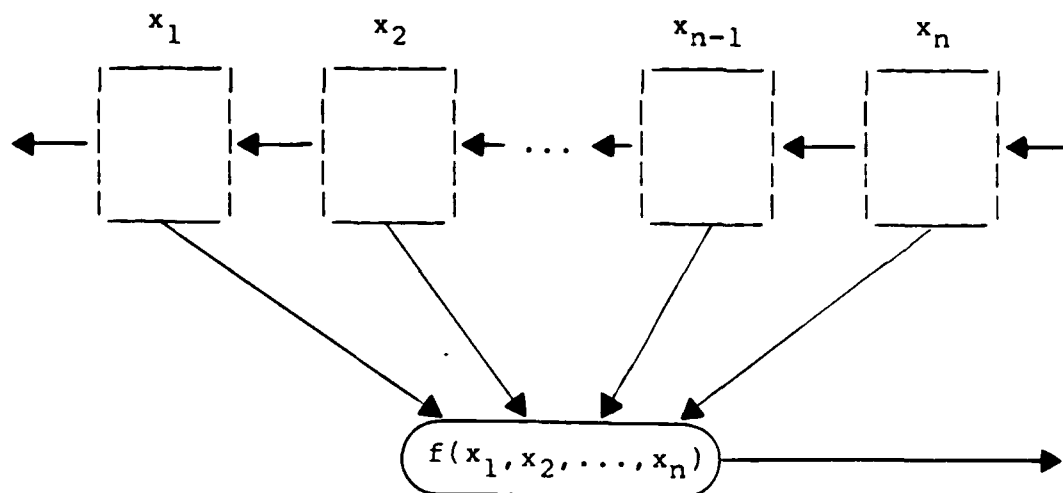 x₁ x₂ xₙ₋₁ xₙ
...
f(x₁,x₂,...,xₙ)